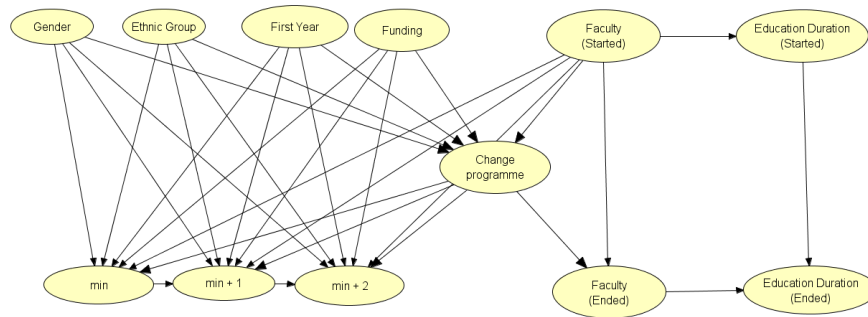 Gender
Ethnic Group
First Year
Funding
Faculty
(Started)
Education Duration
(Started)
Change
programme
min
min + 1
min + 2
Faculty
(Ended)
Education Duration
(Ended)